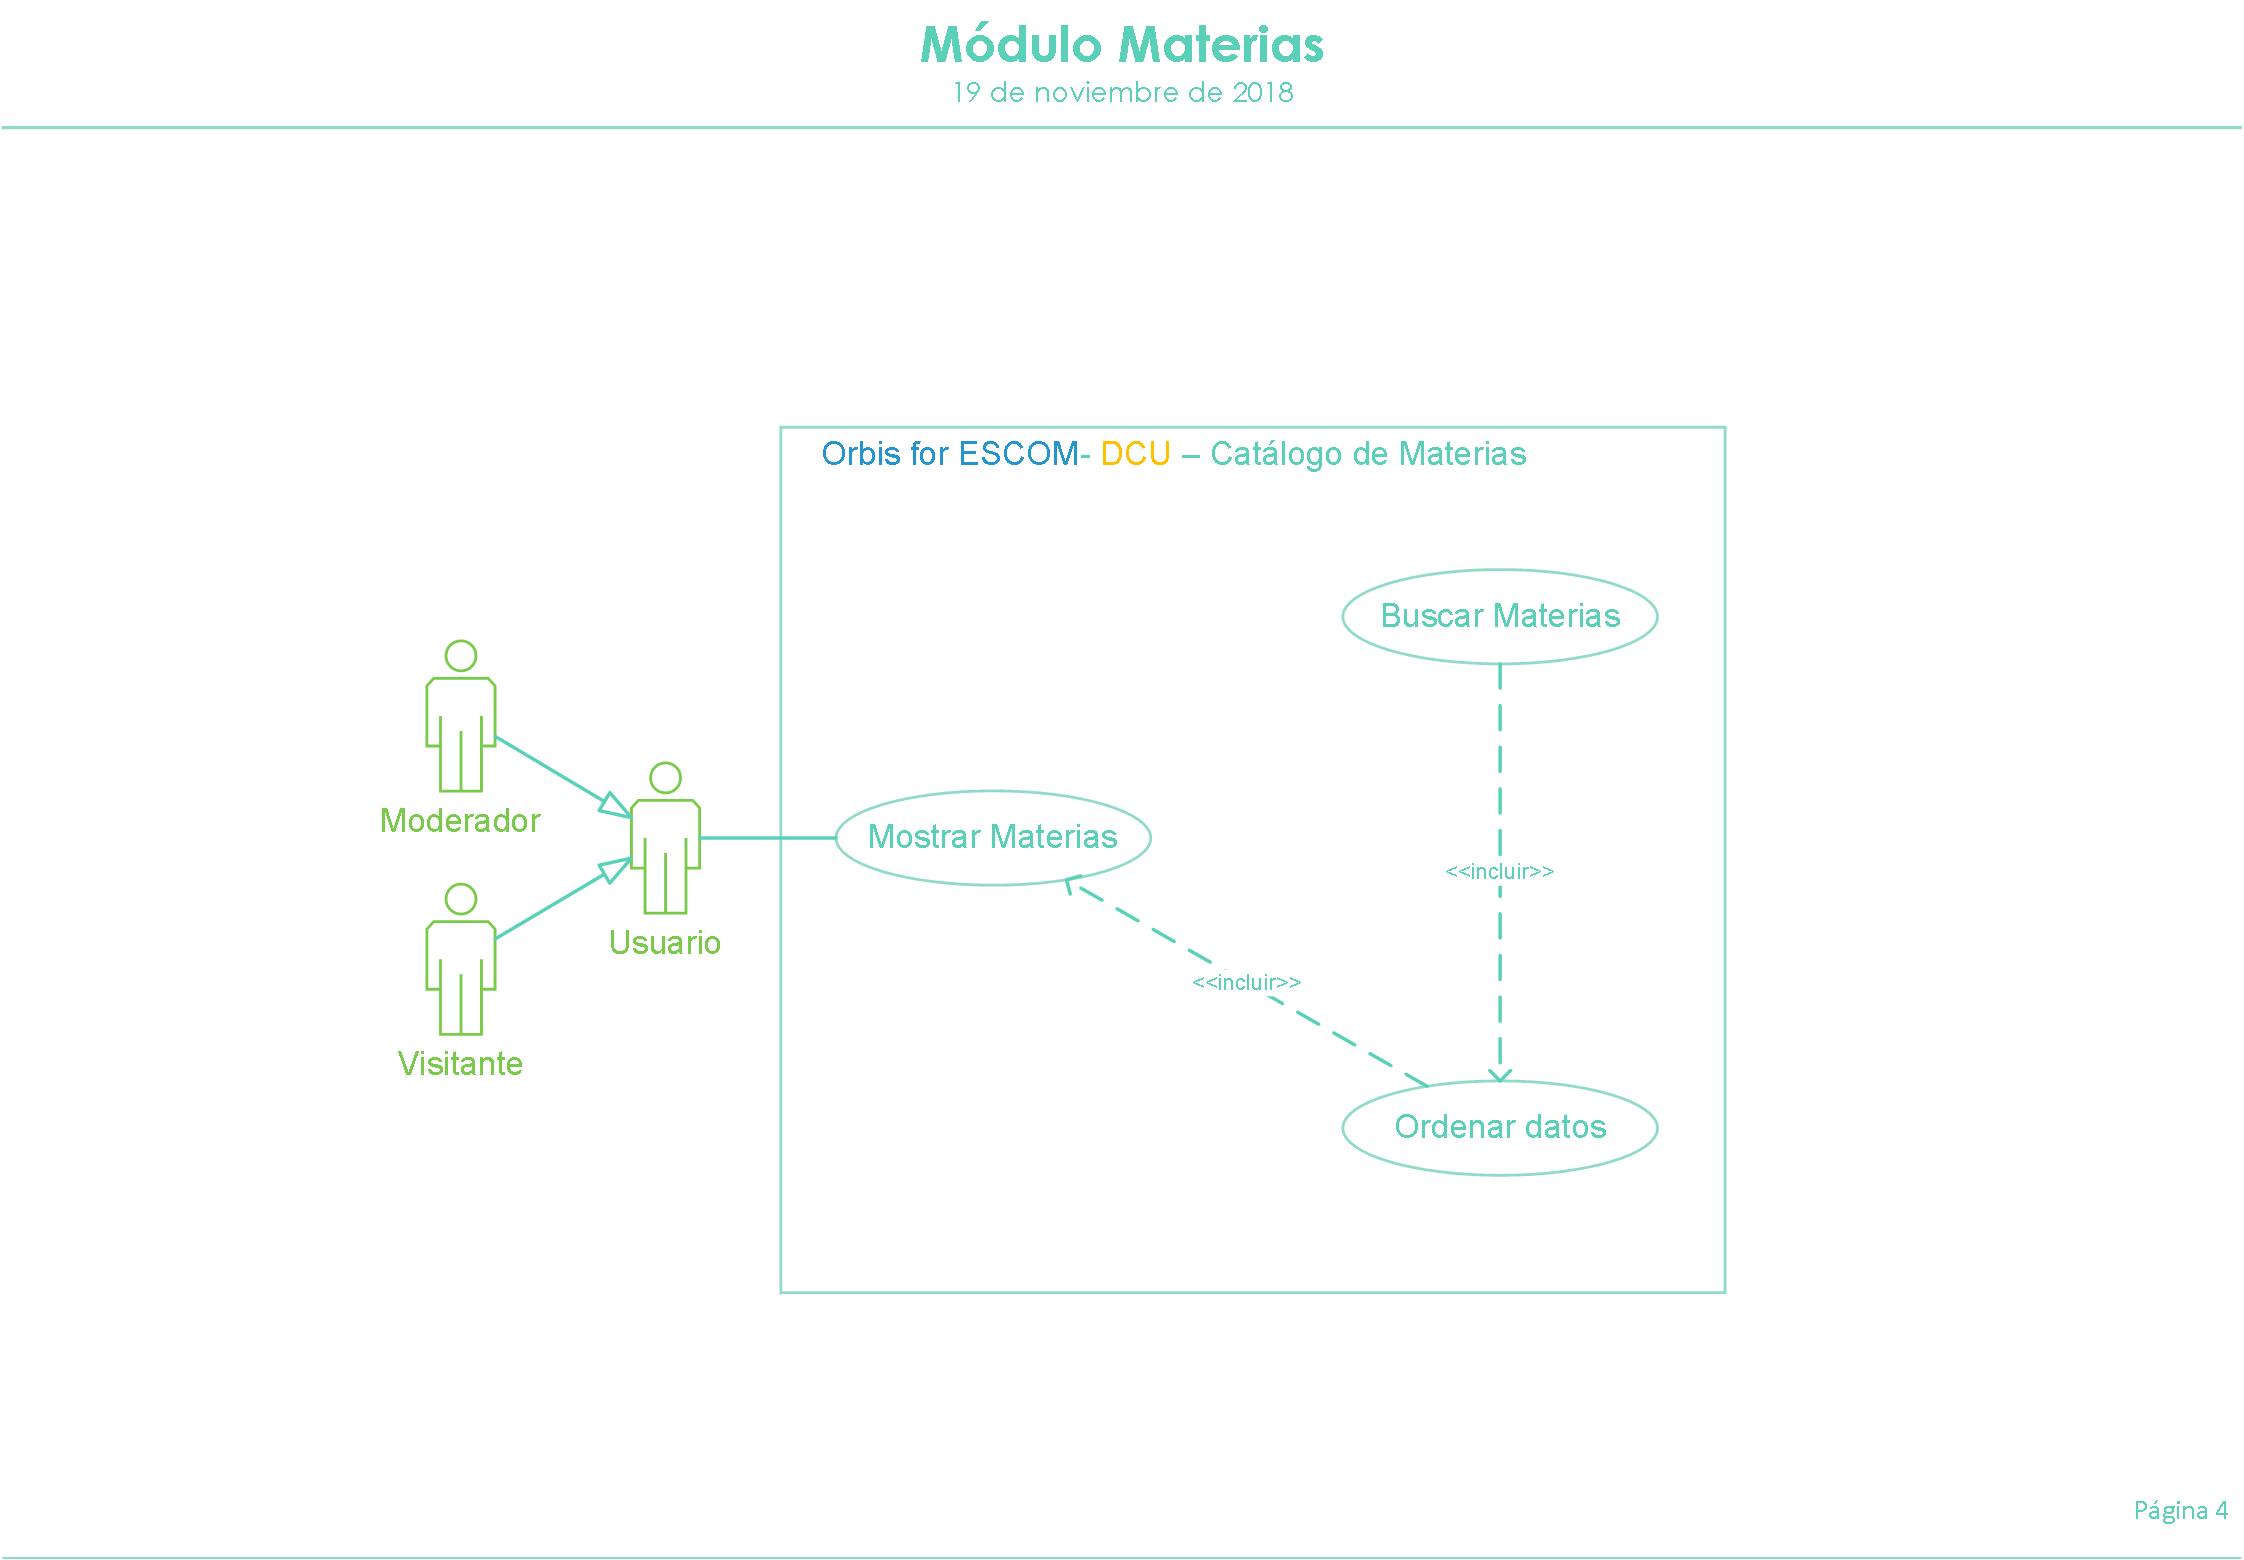 Módulo Materias
19 de noviembre de 2018
Orbis for ESCOM- DCU – Catálogo de Materias
Buscar Materias
Moderador
Mostrar Materias
<<incluir>>
Usuario
<<incluir>>
Visitante
Ordenar datos
Página 4